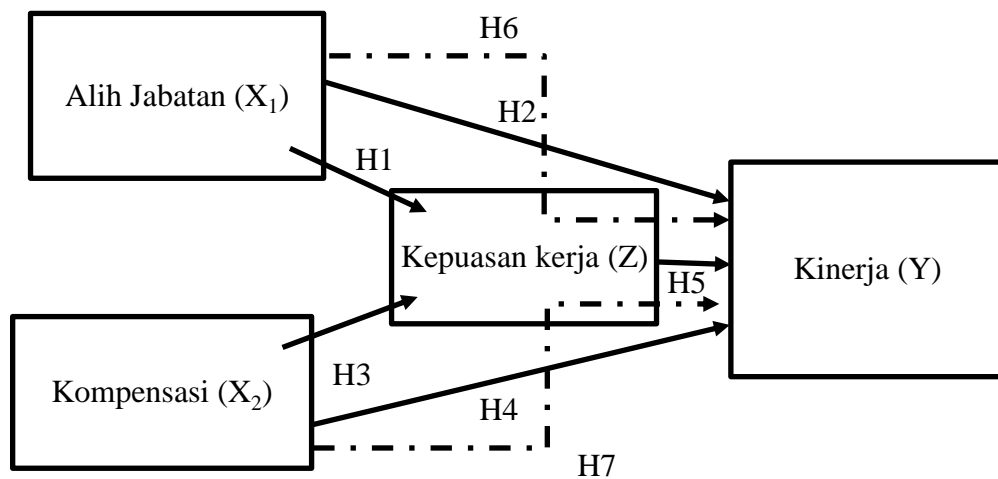 H6
Alih Jabatan (X₁)
H2
H1
Kepuasan kerja (Z)
Kinerja (Y)
H5
H3
Kompensasi (X₂)
H4
H7